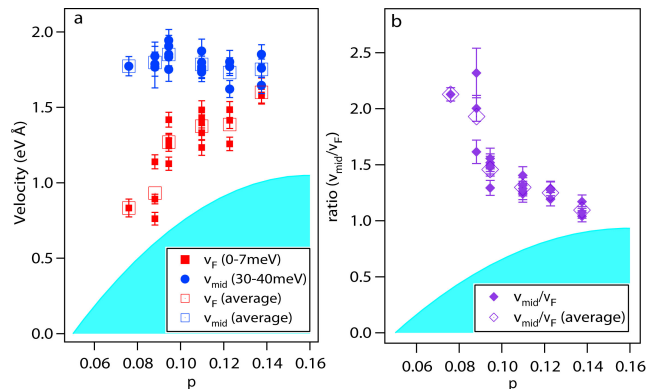 a
2.0
1.5
1.0
0.5
0.0
Velocity (eV Å)
0.06 0.08 0.10 0.12 0.14 0.16
p
vF (0-7meV)
vmid (30-40meV)
vF (average)
vmid (average)
b
2.5
2.0
1.5
1.0
0.5
0.0
ratio (vmid/vF)
0.06 0.08 0.10 0.12 0.14 0.16
p
vmid/vF
vmid/vF (average)